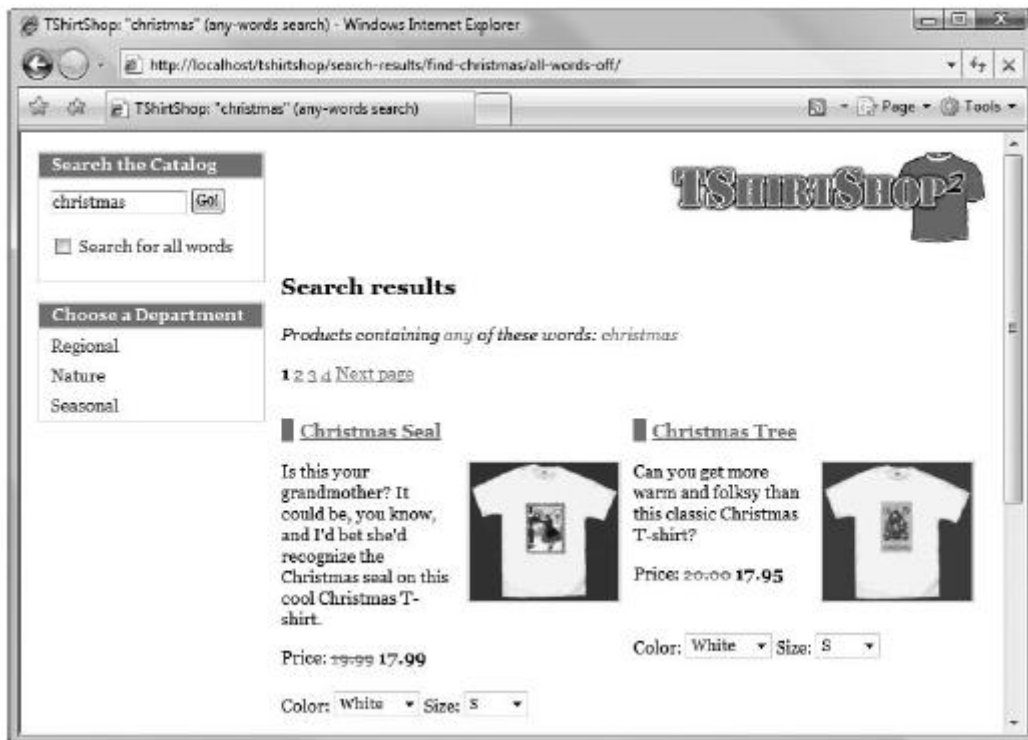 TShirtShop: "christmas" (any-words search) - Windows Internet Explorer
http://localhost/tshirtshop/search-results/find-christmas/all-words-off/
TShirtShop: "christmas" (any-words search)
Page
Tools
Search the Catalog
christmas Go!
Search for all words
Choose a Department
Regional
Nature
Seasonal
TSHIRTSHOP²
Search results
Products containing any of these words: christmas
1 2 3 4 Next page
Christmas Seal
Is this your
grandmother? It
could be, you know,
and I'd bet she'd
recognize the
Christmas seal on this
cool Christmas T-
shirt.
Price: 19.99 17.99
Color: White Size: S
Christmas Tree
Can you get more
warm and folksy than
this classic Christmas
T-shirt?
Price: 20.00 17.95
Color: White Size: S